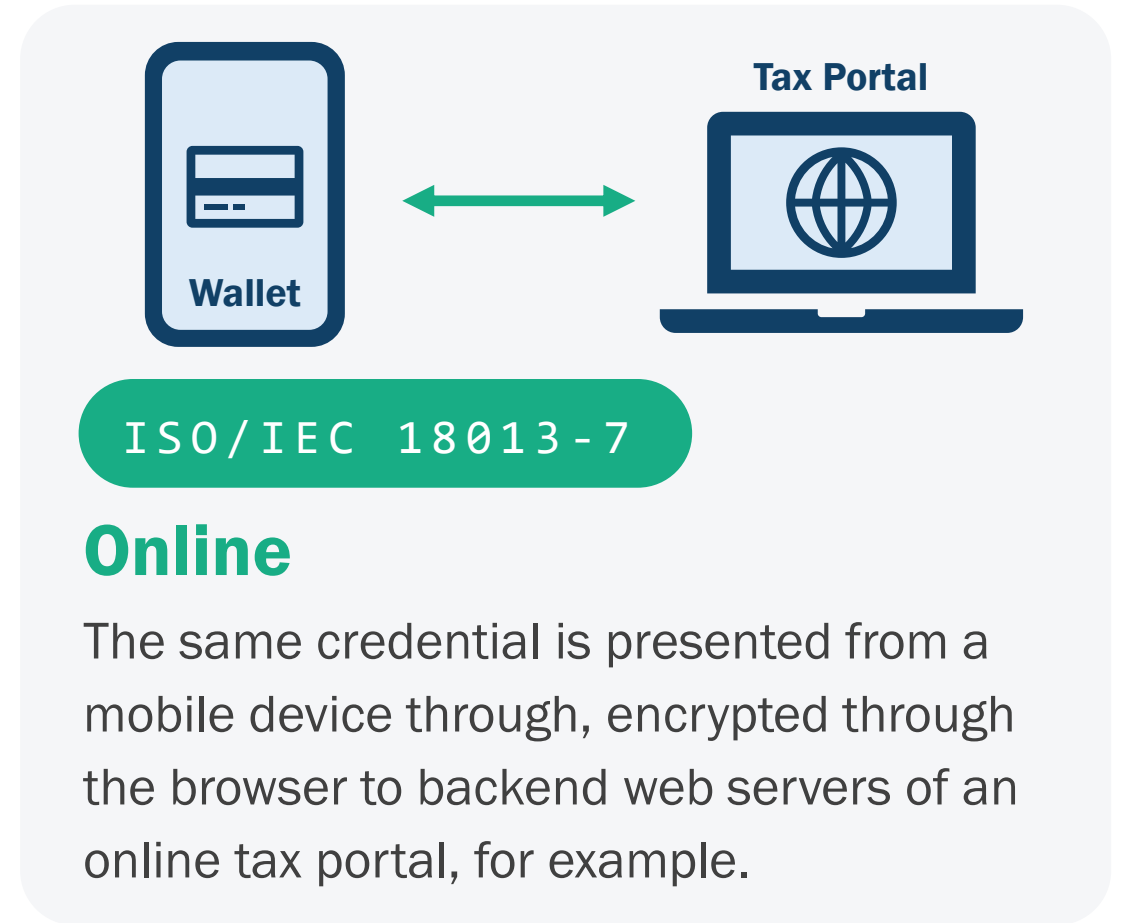 Tax Portal
Wallet
ISO/IEC 18013-7
Online
The same credential is presented from a
mobile device through, encrypted through
the browser to backend web servers of an
online tax portal, for example.